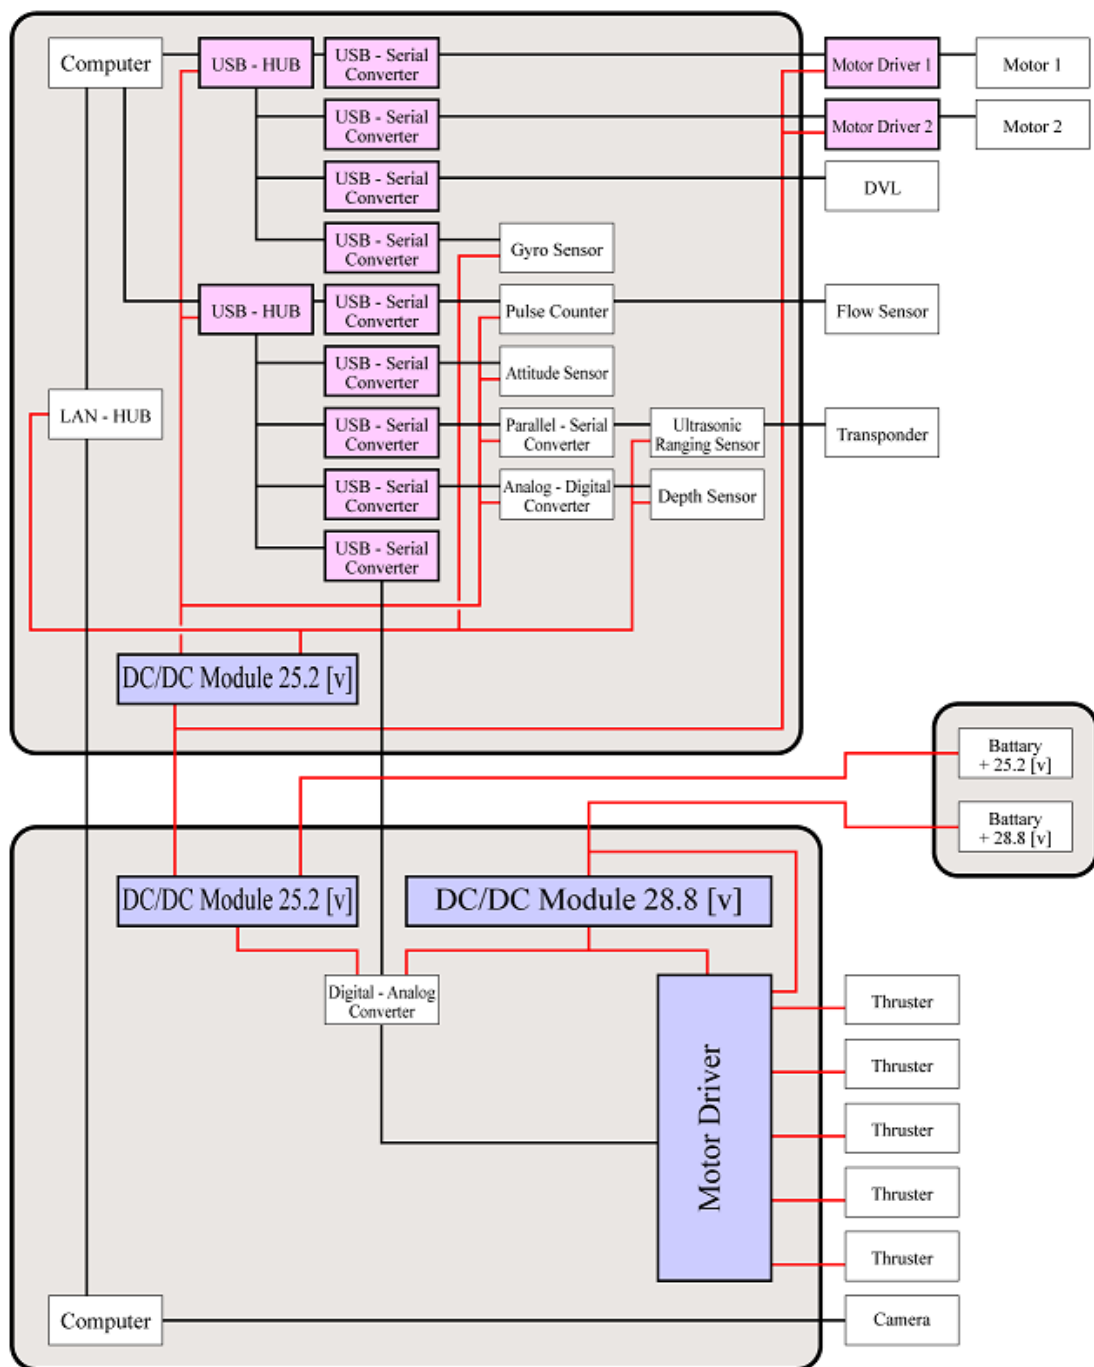 Computer
USB - HUB
USB - Serial
Converter
Motor Driver 1
Motor 1
USB - Serial
Converter
Motor Driver 2
Motor 2
USB - Serial
Converter
DVL
USB - Serial
Converter
Gyro Sensor
USB - HUB
USB - Serial
Converter
Pulse Counter
Flow Sensor
USB - Serial
Converter
Attitude Sensor
LAN - HUB
USB - Serial
Converter
Parallel - Serial
Converter
Ultrasonic
Ranging Sensor
Transponder
USB - Serial
Converter
Analog - Digital
Converter
Depth Sensor
USB - Serial
Converter
DC/DC Module 25.2 [v]
Battary
+ 25.2 [v]
Battary
+ 28.8 [v]
DC/DC Module 25.2 [v]
DC/DC Module 28.8 [v]
Digital - Analog
Converter
Motor Driver
Thruster
Thruster
Thruster
Thruster
Thruster
Computer
Camera